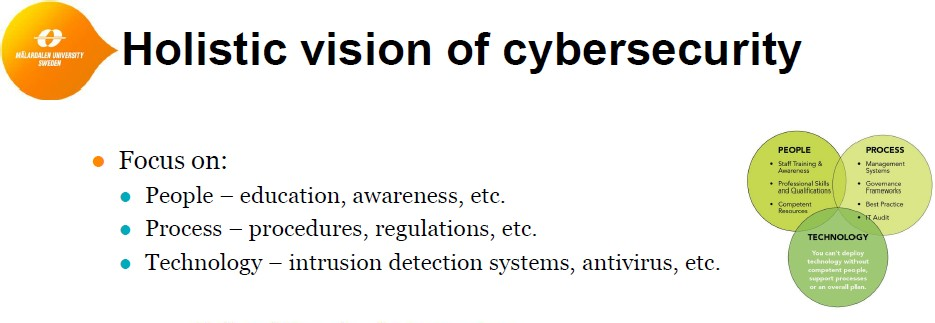 MÄLARDALEN UNIVERSITY
SWEDEN
Holistic vision of cybersecurity
• Focus on:
• People – education, awareness, etc.
• Process – procedures, regulations, etc.
• Technology – intrusion detection systems, antivirus, etc.
PEOPLE
• Staff Training &
Awareness
• Professional Skills
and Qualifications
• Competent
Resources
PROCESS
• Management
Systems
• Governance
Frameworks
• Best Practice
• IT Audit
TECHNOLOGY
You can't deploy
technology without
competent people,
support processes
or an overall plan.